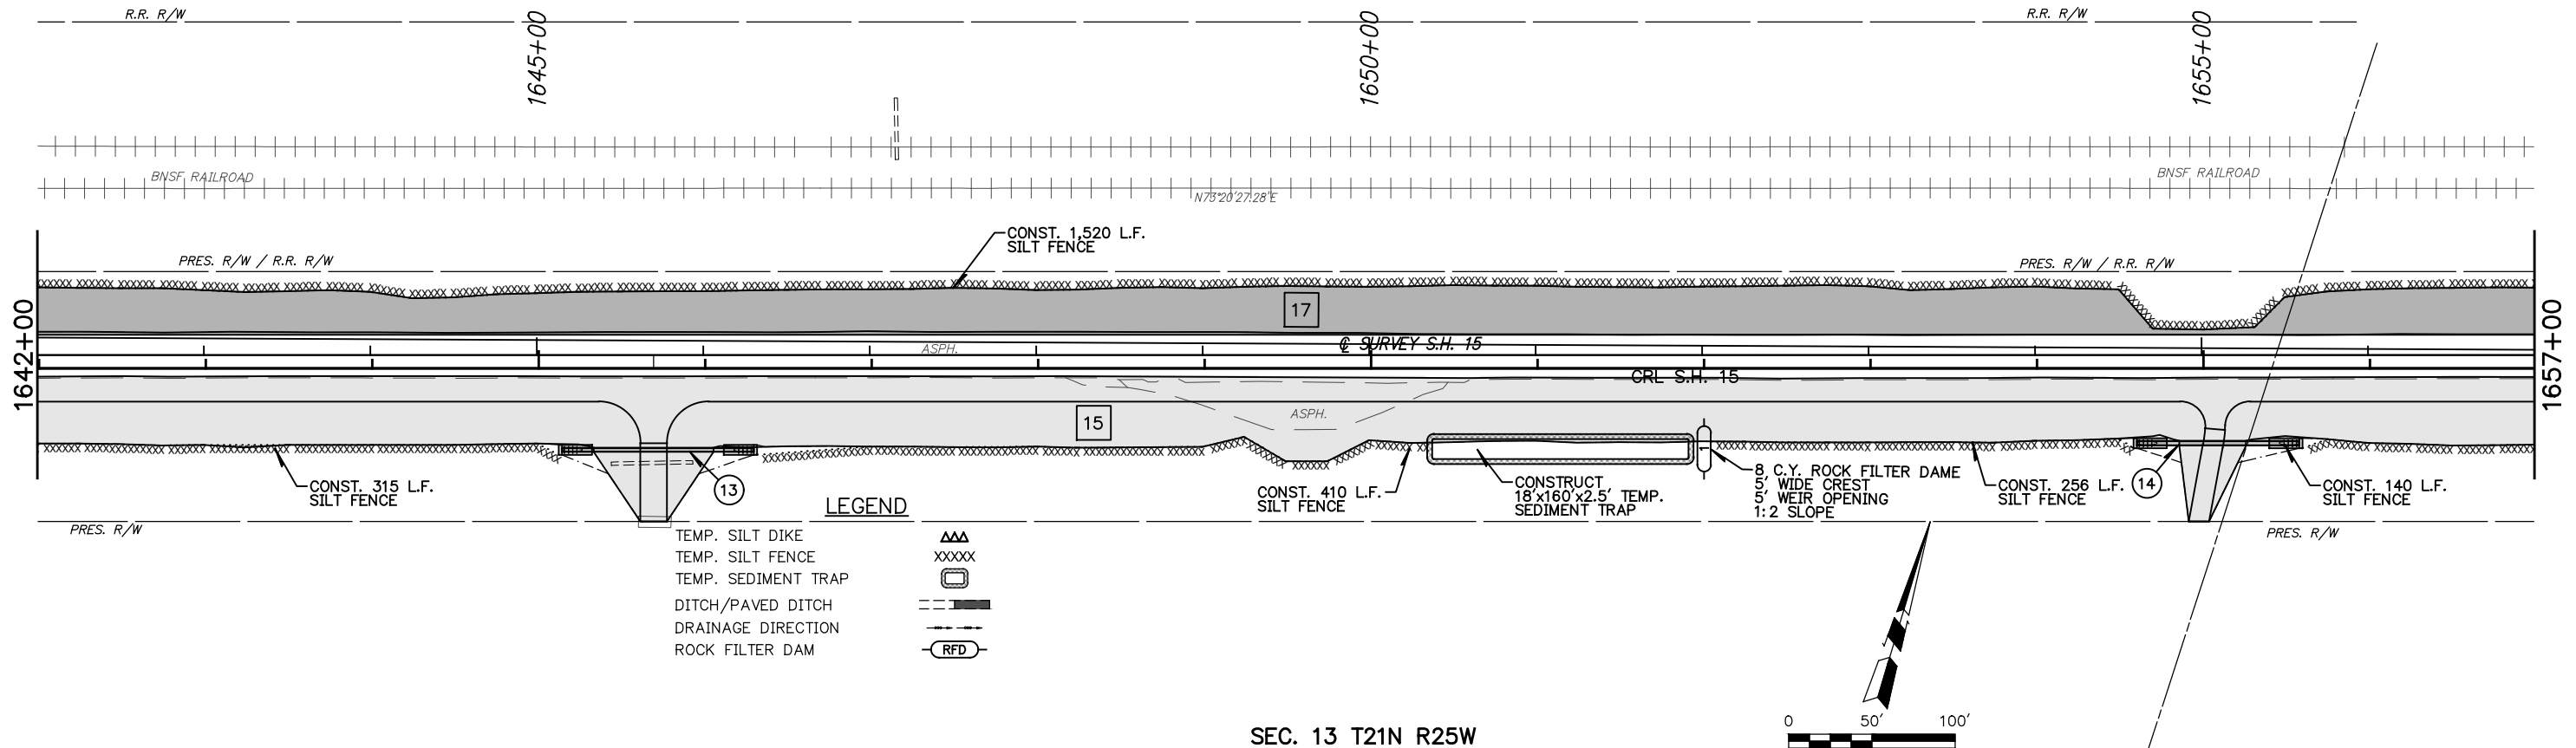 R.R. R/W
R.R. R/W
1645+00
1650+00
1655+00
BNSF RAILROAD
BNSF RAILROAD
N73°20'27.28"E
CONST. 1,520 L.F.
SILT FENCE
PRES. R/W / R.R. R/W
PRES. R/W / R.R. R/W
17
1642+00
1657+00
ASPH.
℄ SURVEY S.H. 15
CRL S.H. 15
ASPH.
15
CONST. 315 L.F.
SILT FENCE
13
CONST. 410 L.F.
SILT FENCE
CONSTRUCT
18'x160'x2.5' TEMP.
SEDIMENT TRAP
1
8 C.Y. ROCK FILTER DAME
5' WIDE CREST
5' WEIR OPENING
1:2 SLOPE
CONST. 256 L.F.
SILT FENCE
14
CONST. 140 L.F.
SILT FENCE
PRES. R/W
PRES. R/W
LEGEND
TEMP. SILT DIKE
TEMP. SILT FENCE
TEMP. SEDIMENT TRAP
DITCH/PAVED DITCH
DRAINAGE DIRECTION
ROCK FILTER DAM
RFD
SEC. 13 T21N R25W
0 50' 100'